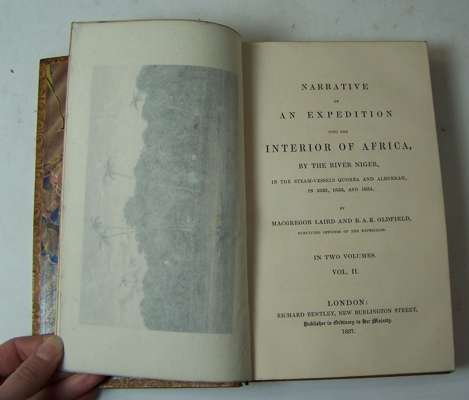 NARRATIVE
OF
AN EXPEDITION
INTO THE
INTERIOR OF AFRICA,
BY THE RIVER NIGER,
IN THE STEAM-VESSELS QUORRA AND ALBURKAH,
IN 1832, 1833, AND 1834.
BY
MACGREGOR LAIRD AND R.A.K. OLDFIELD,
SURVIVING OFFICERS OF THE EXPEDITION.
IN TWO VOLUMES.
VOL. II.
LONDON:
RICHARD BENTLEY, NEW BURLINGTON STREET,
Publisher in Ordinary to His Majesty.
1837.